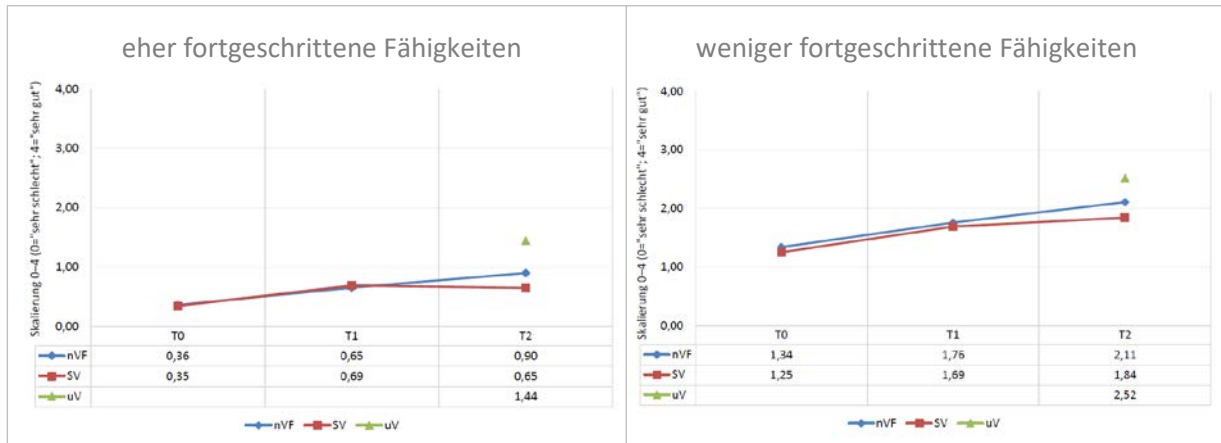 eher fortgeschrittene Fähigkeiten
Skalierung 0–4 (0="sehr schlecht"; 4="sehr gut")
4,00
3,00
2,00
1,00
0,00
T0 T1 T2
nVF 0,36 0,65 0,90
SV 0,35 0,69 0,65
uV 1,44
nVF SV uV
weniger fortgeschrittene Fähigkeiten
Skalierung 0–4 (0="sehr schlecht"; 4="sehr gut")
4,00
3,00
2,00
1,00
0,00
T0 T1 T2
nVF 1,34 1,76 2,11
SV 1,25 1,69 1,84
uV 2,52
nVF SV uV